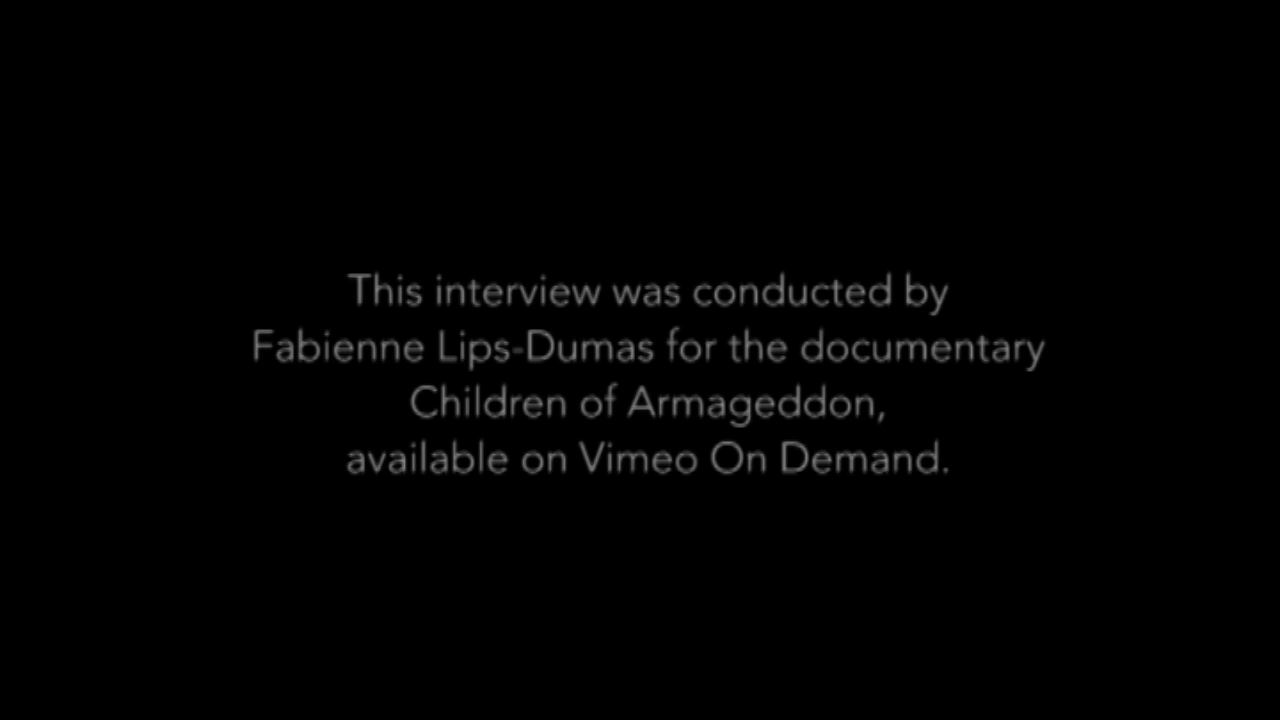 This interview was conducted by
Fabienne Lips-Dumas for the documentary
Children of Armageddon,
available on Vimeo On Demand.